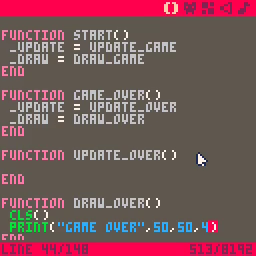 FUNCTION START()
 _UPDATE = UPDATE_GAME
 _DRAW = DRAW_GAME
END

FUNCTION GAME_OVER()
 _UPDATE = UPDATE_OVER
 _DRAW = DRAW_OVER
END

FUNCTION UPDATE_OVER()

END

FUNCTION DRAW_OVER()
 CLS()
 PRINT("GAME OVER",50,50,4)
END
LINE 44/148 513/8192